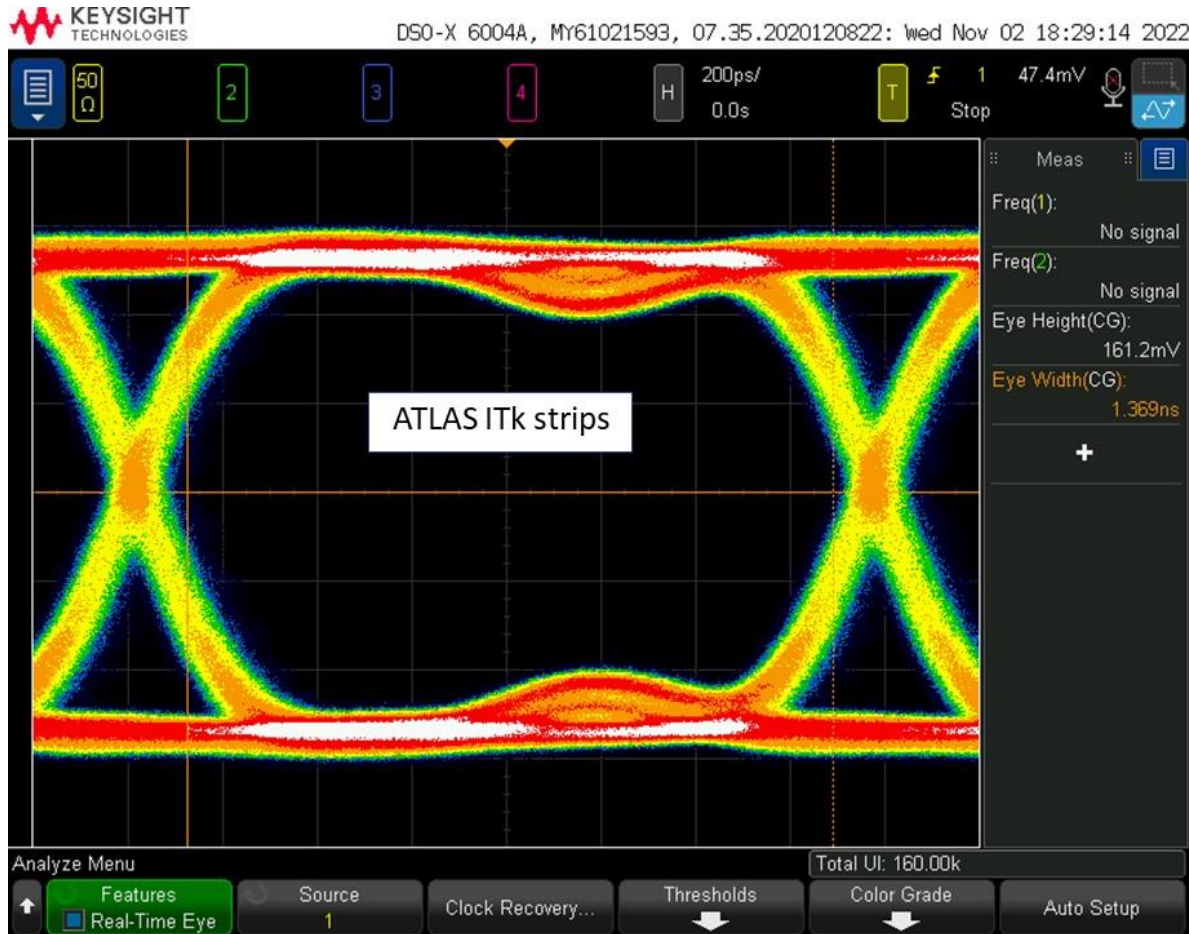 KEYSIGHT
TECHNOLOGIES
DSO-X 6004A, MY61021593, 07.35.2020120822: Wed Nov 02 18:29:14 2022
50 Ω
2
3
4
H
200ps/
0.0s
T
1
47.4mV
Stop
Meas
Freq(1):
No signal
Freq(2):
No signal
Eye Height(CG):
161.2mV
Eye Width(CG):
1.369ns
+
ATLAS ITk strips
Analyze Menu
Total UI: 160.00k
Features
Real-Time Eye
Source
1
Clock Recovery...
Thresholds
Color Grade
Auto Setup